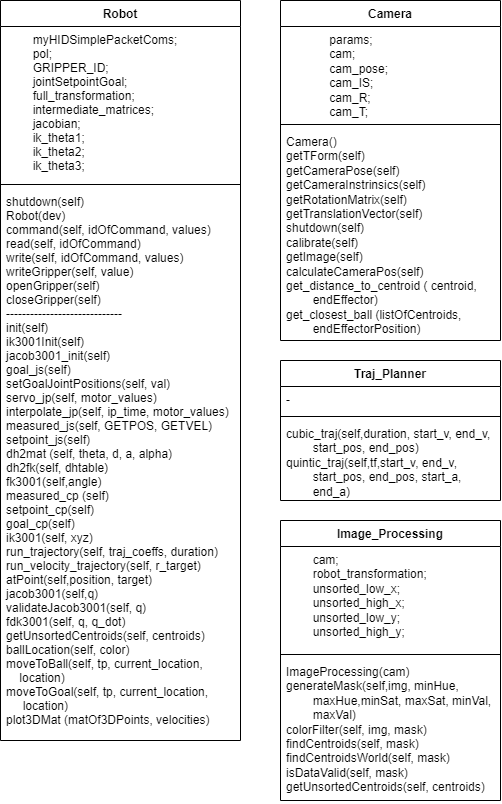 Robot
myHIDSimplePacketComs;
pol;
GRIPPER_ID;
jointSetpointGoal;
full_transformation;
intermediate_matrices;
jacobian;
ik_theta1;
ik_theta2;
ik_theta3;
shutdown(self)
Robot(dev)
command(self, idOfCommand, values)
read(self, idOfCommand)
write(self, idOfCommand, values)
writeGripper(self, value)
openGripper(self)
closeGripper(self)
-----------------------------
init(self)
ik3001Init(self)
jacob3001_init(self)
goal_js(self)
setGoalJointPositions(self, val)
servo_jp(self, motor_values)
interpolate_jp(self, ip_time, motor_values)
measured_js(self, GETPOS, GETVEL)
setpoint_js(self)
dh2mat (self, theta, d, a, alpha)
dh2fk(self, dhtable)
fk3001(self,angle)
measured_cp (self)
setpoint_cp(self)
goal_cp(self)
ik3001(self, xyz)
run_trajectory(self, traj_coeffs, duration)
run_velocity_trajectory(self, r_target)
atPoint(self,position, target)
jacob3001(self,q)
validateJacob3001(self, q)
fdk3001(self, q, q_dot)
getUnsortedCentroids(self, centroids)
ballLocation(self, color)
moveToBall(self, tp, current_location,
location)
moveToGoal(self, tp, current_location,
location)
plot3DMat (matOf3DPoints, velocities)
Camera
params;
cam;
cam_pose;
cam_IS;
cam_R;
cam_T;
Camera()
getTForm(self)
getCameraPose(self)
getCameraInstrinsics(self)
getRotationMatrix(self)
getTranslationVector(self)
shutdown(self)
calibrate(self)
getImage(self)
calculateCameraPos(self)
get_distance_to_centroid ( centroid,
endEffector)
get_closest_ball (listOfCentroids,
endEffectorPosition)
Traj_Planner
-
cubic_traj(self,duration, start_v, end_v,
start_pos, end_pos)
quintic_traj(self,tf,start_v, end_v,
start_pos, end_pos, start_a,
end_a)
Image_Processing
cam;
robot_transformation;
unsorted_low_x;
unsorted_high_x;
unsorted_low_y;
unsorted_high_y;
ImageProcessing(cam)
generateMask(self,img, minHue,
maxHue,minSat, maxSat, minVal,
maxVal)
colorFilter(self, img, mask)
findCentroids(self, mask)
findCentroidsWorld(self, mask)
isDataValid(self, mask)
getUnsortedCentroids(self, centroids)